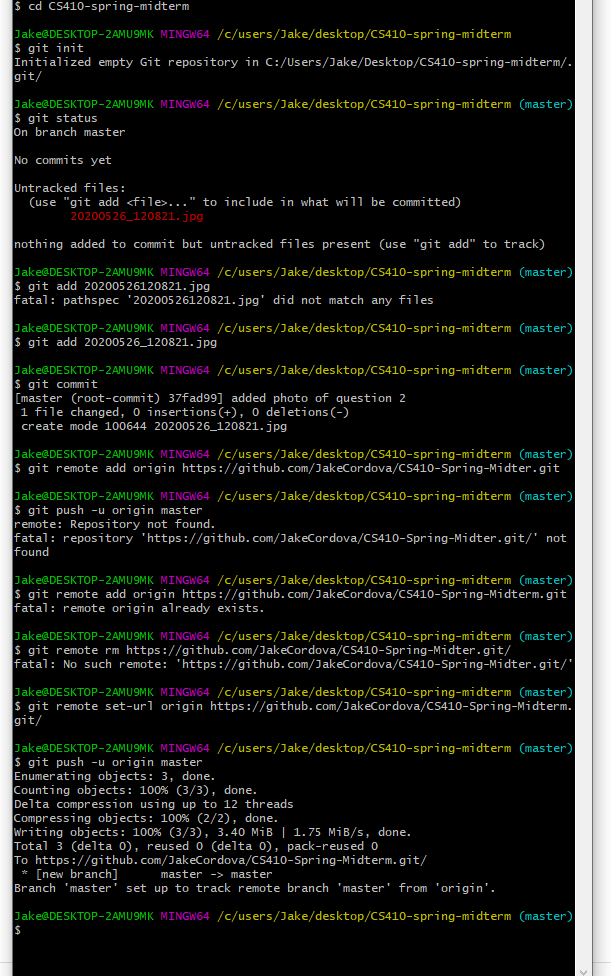 $ cd CS410-spring-midterm
Jake@DESKTOP-2AMU9MK MINGW64 /c/users/Jake/desktop/CS410-spring-midterm
$ git init
Initialized empty Git repository in C:/Users/Jake/Desktop/CS410-spring-midterm/.
git/
Jake@DESKTOP-2AMU9MK MINGW64 /c/users/Jake/desktop/CS410-spring-midterm (master)
$ git status
On branch master
No commits yet
Untracked files:
  (use "git add <file>..." to include in what will be committed)
        20200526_120821.jpg
nothing added to commit but untracked files present (use "git add" to track)
Jake@DESKTOP-2AMU9MK MINGW64 /c/users/Jake/desktop/CS410-spring-midterm (master)
$ git add 20200526120821.jpg
fatal: pathspec '20200526120821.jpg' did not match any files
Jake@DESKTOP-2AMU9MK MINGW64 /c/users/Jake/desktop/CS410-spring-midterm (master)
$ git add 20200526_120821.jpg
Jake@DESKTOP-2AMU9MK MINGW64 /c/users/Jake/desktop/CS410-spring-midterm (master)
$ git commit
[master (root-commit) 37fad99] added photo of question 2
 1 file changed, 0 insertions(+), 0 deletions(-)
 create mode 100644 20200526_120821.jpg
Jake@DESKTOP-2AMU9MK MINGW64 /c/users/Jake/desktop/CS410-spring-midterm (master)
$ git remote add origin https://github.com/JakeCordova/CS410-Spring-Midter.git
Jake@DESKTOP-2AMU9MK MINGW64 /c/users/Jake/desktop/CS410-spring-midterm (master)
$ git push -u origin master
remote: Repository not found.
fatal: repository 'https://github.com/JakeCordova/CS410-Spring-Midter.git/' not
found
Jake@DESKTOP-2AMU9MK MINGW64 /c/users/Jake/desktop/CS410-spring-midterm (master)
$ git remote add origin https://github.com/JakeCordova/CS410-Spring-Midterm.git
fatal: remote origin already exists.
Jake@DESKTOP-2AMU9MK MINGW64 /c/users/Jake/desktop/CS410-spring-midterm (master)
$ git remote rm https://github.com/JakeCordova/CS410-Spring-Midter.git/
fatal: No such remote: 'https://github.com/JakeCordova/CS410-Spring-Midter.git/'
Jake@DESKTOP-2AMU9MK MINGW64 /c/users/Jake/desktop/CS410-spring-midterm (master)
$ git remote set-url origin https://github.com/JakeCordova/CS410-Spring-Midterm.
git/
Jake@DESKTOP-2AMU9MK MINGW64 /c/users/Jake/desktop/CS410-spring-midterm (master)
$ git push -u origin master
Enumerating objects: 3, done.
Counting objects: 100% (3/3), done.
Delta compression using up to 12 threads
Compressing objects: 100% (2/2), done.
Writing objects: 100% (3/3), 3.40 MiB | 1.75 MiB/s, done.
Total 3 (delta 0), reused 0 (delta 0), pack-reused 0
To https://github.com/JakeCordova/CS410-Spring-Midterm.git/
 * [new branch]      master -> master
Branch 'master' set up to track remote branch 'master' from 'origin'.
Jake@DESKTOP-2AMU9MK MINGW64 /c/users/Jake/desktop/CS410-spring-midterm (master)
$